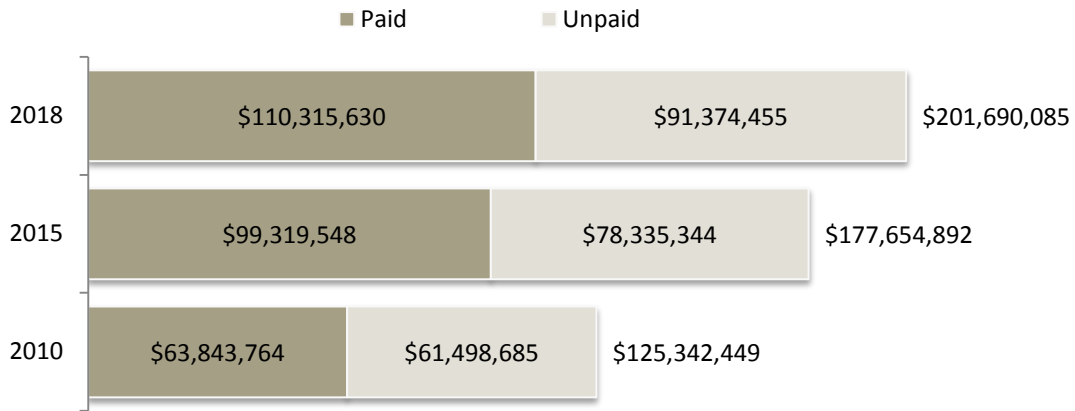 Paid Unpaid
2018 $110,315,630 $91,374,455 $201,690,085
2015 $99,319,548 $78,335,344 $177,654,892
2010 $63,843,764 $61,498,685 $125,342,449